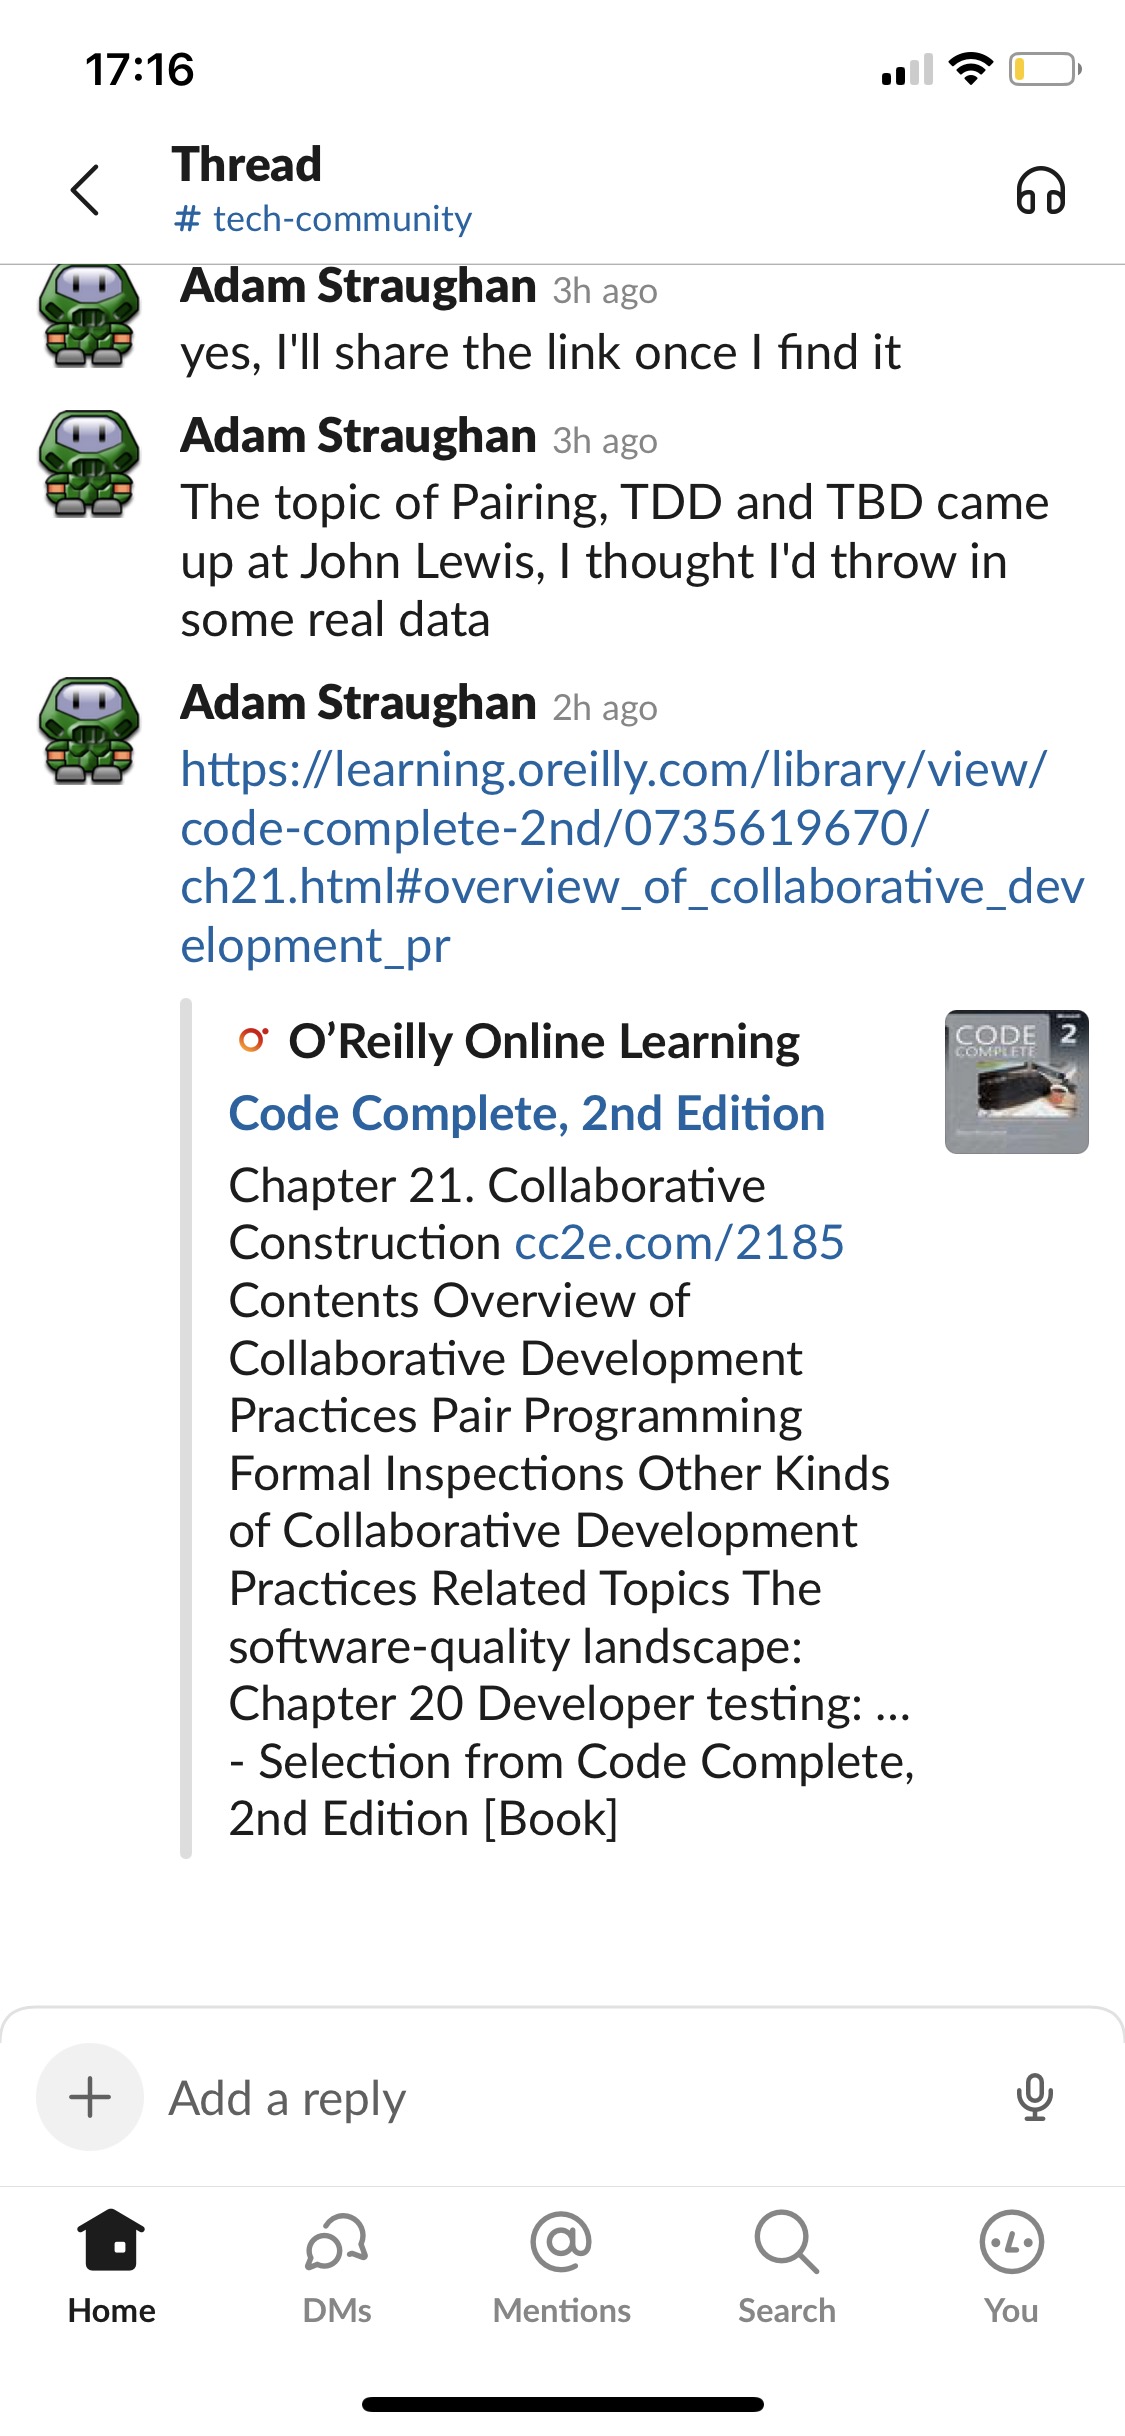 17:16
Thread
# tech-community
Adam Straughan 3h ago
yes, I'll share the link once I find it
Adam Straughan 3h ago
The topic of Pairing, TDD and TBD came
up at John Lewis, I thought I'd throw in
some real data
Adam Straughan 2h ago
https://learning.oreilly.com/library/view/
code-complete-2nd/0735619670/
ch21.html#overview_of_collaborative_dev
elopment_pr
O’Reilly Online Learning
CODE 2
COMPLETE
Code Complete, 2nd Edition
Chapter 21. Collaborative
Construction cc2e.com/2185
Contents Overview of
Collaborative Development
Practices Pair Programming
Formal Inspections Other Kinds
of Collaborative Development
Practices Related Topics The
software-quality landscape:
Chapter 20 Developer testing: ...
- Selection from Code Complete,
2nd Edition [Book]
Add a reply
Home
DMs
Mentions
Search
You